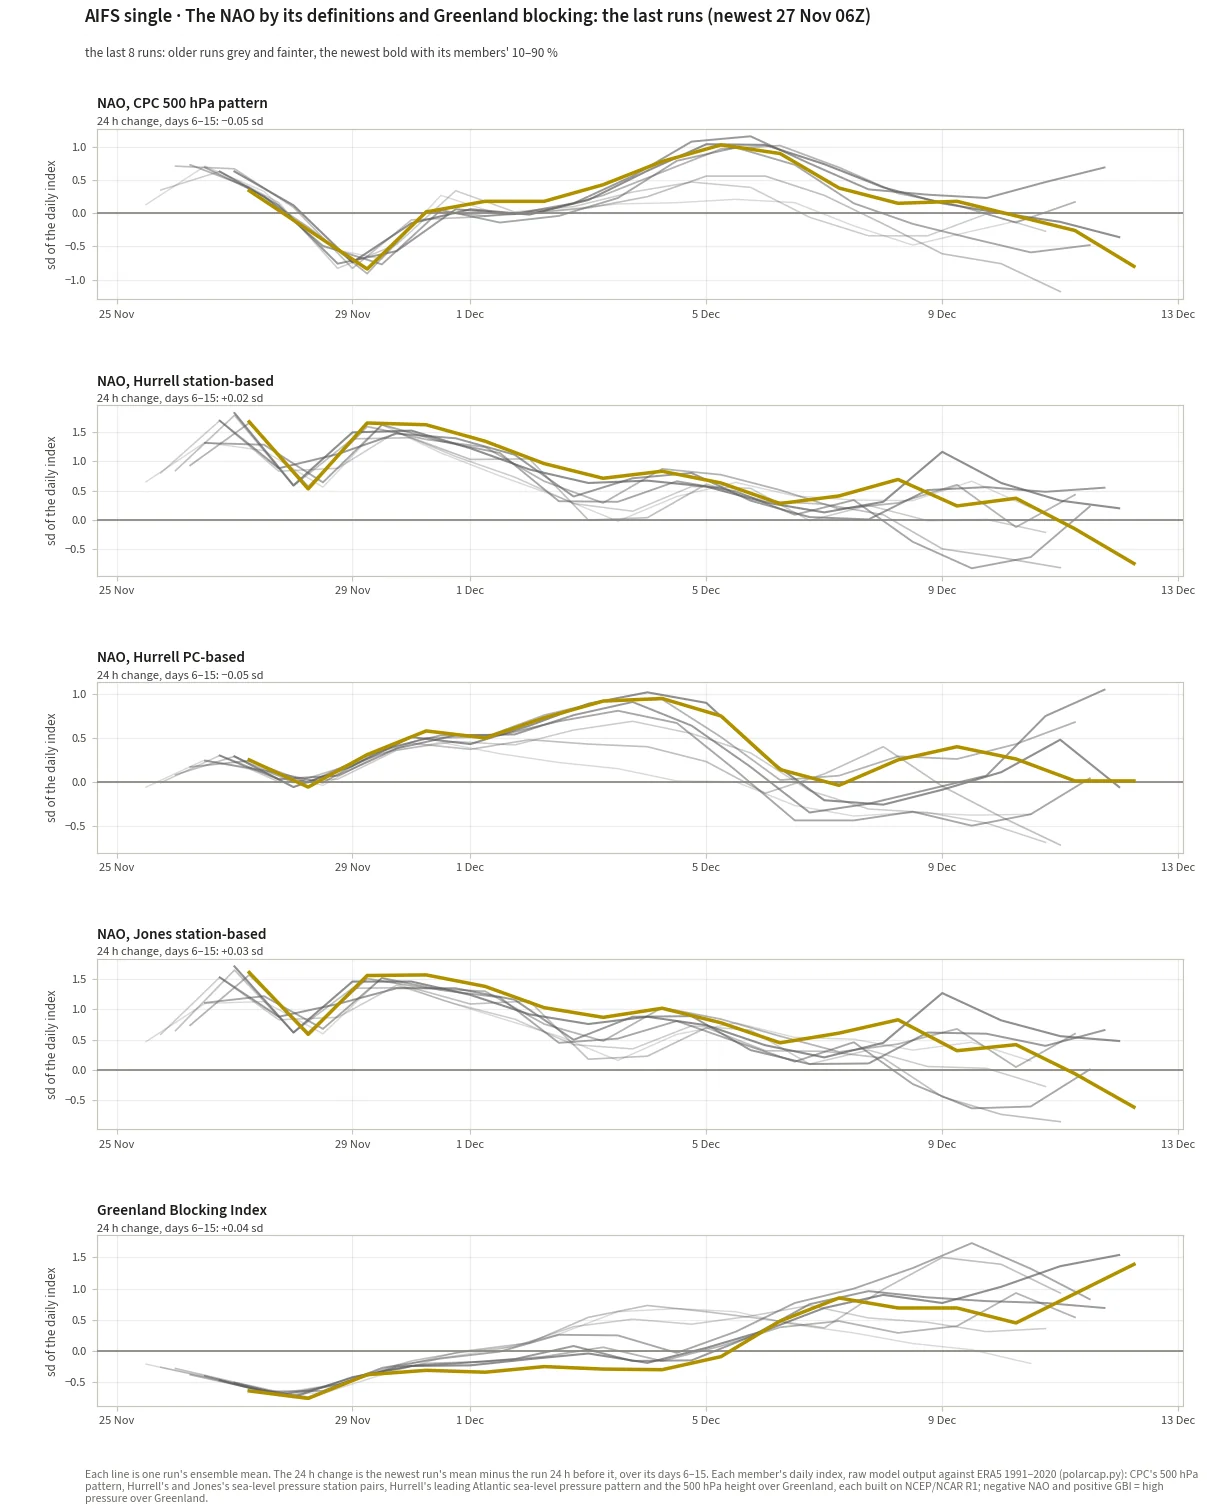 AIFS single · The NAO by its definitions and Greenland blocking: the last runs (newest 27 Nov 06Z)
the last 8 runs: older runs grey and fainter, the newest bold with its members' 10–90 %
NAO, CPC 500 hPa pattern
24 h change, days 6–15: −0.05 sd
sd of the daily index
1.0
0.5
0.0
−0.5
−1.0
25 Nov
29 Nov
1 Dec
5 Dec
9 Dec
13 Dec
NAO, Hurrell station-based
24 h change, days 6–15: +0.02 sd
sd of the daily index
1.5
1.0
0.5
0.0
−0.5
25 Nov
29 Nov
1 Dec
5 Dec
9 Dec
13 Dec
NAO, Hurrell PC-based
24 h change, days 6–15: −0.05 sd
sd of the daily index
1.0
0.5
0.0
−0.5
25 Nov
29 Nov
1 Dec
5 Dec
9 Dec
13 Dec
NAO, Jones station-based
24 h change, days 6–15: +0.03 sd
sd of the daily index
1.5
1.0
0.5
0.0
−0.5
25 Nov
29 Nov
1 Dec
5 Dec
9 Dec
13 Dec
Greenland Blocking Index
24 h change, days 6–15: +0.04 sd
sd of the daily index
1.5
1.0
0.5
0.0
−0.5
25 Nov
29 Nov
1 Dec
5 Dec
9 Dec
13 Dec
Each line is one run's ensemble mean. The 24 h change is the newest run's mean minus the run 24 h before it, over its days 6–15. Each member's daily index, raw model output against ERA5 1991–2020 (polarcap.py): CPC's 500 hPa
pattern, Hurrell's and Jones's sea-level pressure station pairs, Hurrell's leading Atlantic sea-level pressure pattern and the 500 hPa height over Greenland, each built on NCEP/NCAR R1; negative NAO and positive GBI = high
pressure over Greenland.